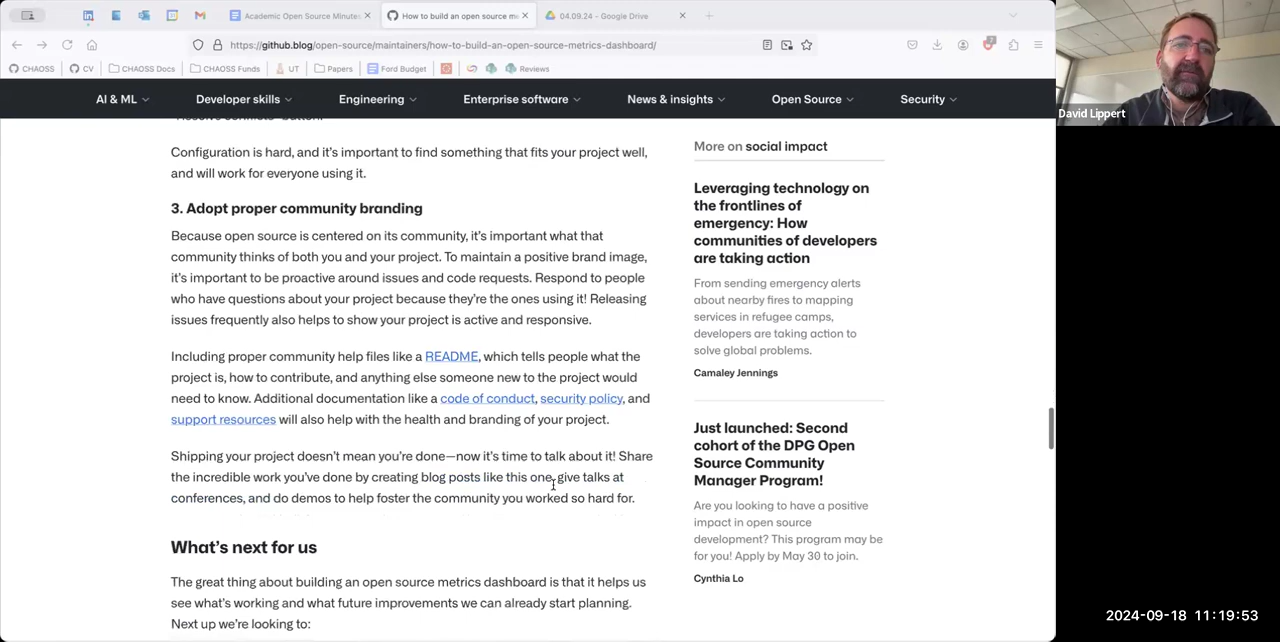 Academic Open Source Minute
How to build an open source me
04.09.24 - Google Drive
https://github.blog/open-source/maintainers/how-to-build-an-open-source-metrics-dashboard/
CHAOSS
CV
CHAOSS Docs
CHAOSS Funds
UT
Papers
Ford Budget
Reviews
AI & ML
Developer skills
Engineering
Enterprise software
News & insights
Open Source
Security
Configuration is hard, and it's important to find something that fits your project well,
and will work for everyone using it.
3. Adopt proper community branding
Because open source is centered on its community, it's important what that
community thinks of both you and your project. To maintain a positive brand image,
it's important to be proactive around issues and code requests. Respond to people
who have questions about your project because they're the ones using it! Releasing
issues frequently also helps to show your project is active and responsive.
Including proper community help files like a README, which tells people what the
project is, how to contribute, and anything else someone new to the project would
need to know. Additional documentation like a code of conduct, security policy, and
support resources will also help with the health and branding of your project.
Shipping your project doesn't mean you're done—now it's time to talk about it! Share
the incredible work you've done by creating blog posts like this one, give talks at
conferences, and do demos to help foster the community you worked so hard for.
What's next for us
The great thing about building an open source metrics dashboard is that it helps us
see what's working and what future improvements we can already start planning.
Next up we're looking to:
More on social impact
Leveraging technology on
the frontlines of
emergency: How
communities of developers
are taking action
From sending emergency alerts
about nearby fires to mapping
services in refugee camps,
developers are taking action to
solve global problems.
Camaley Jennings
Just launched: Second
cohort of the DPG Open
Source Community
Manager Program!
Are you looking to have a positive
impact in open source
development? This program may be
for you! Apply by May 30 to join.
Cynthia Lo
David Lippert
2024-09-18 11:19:53